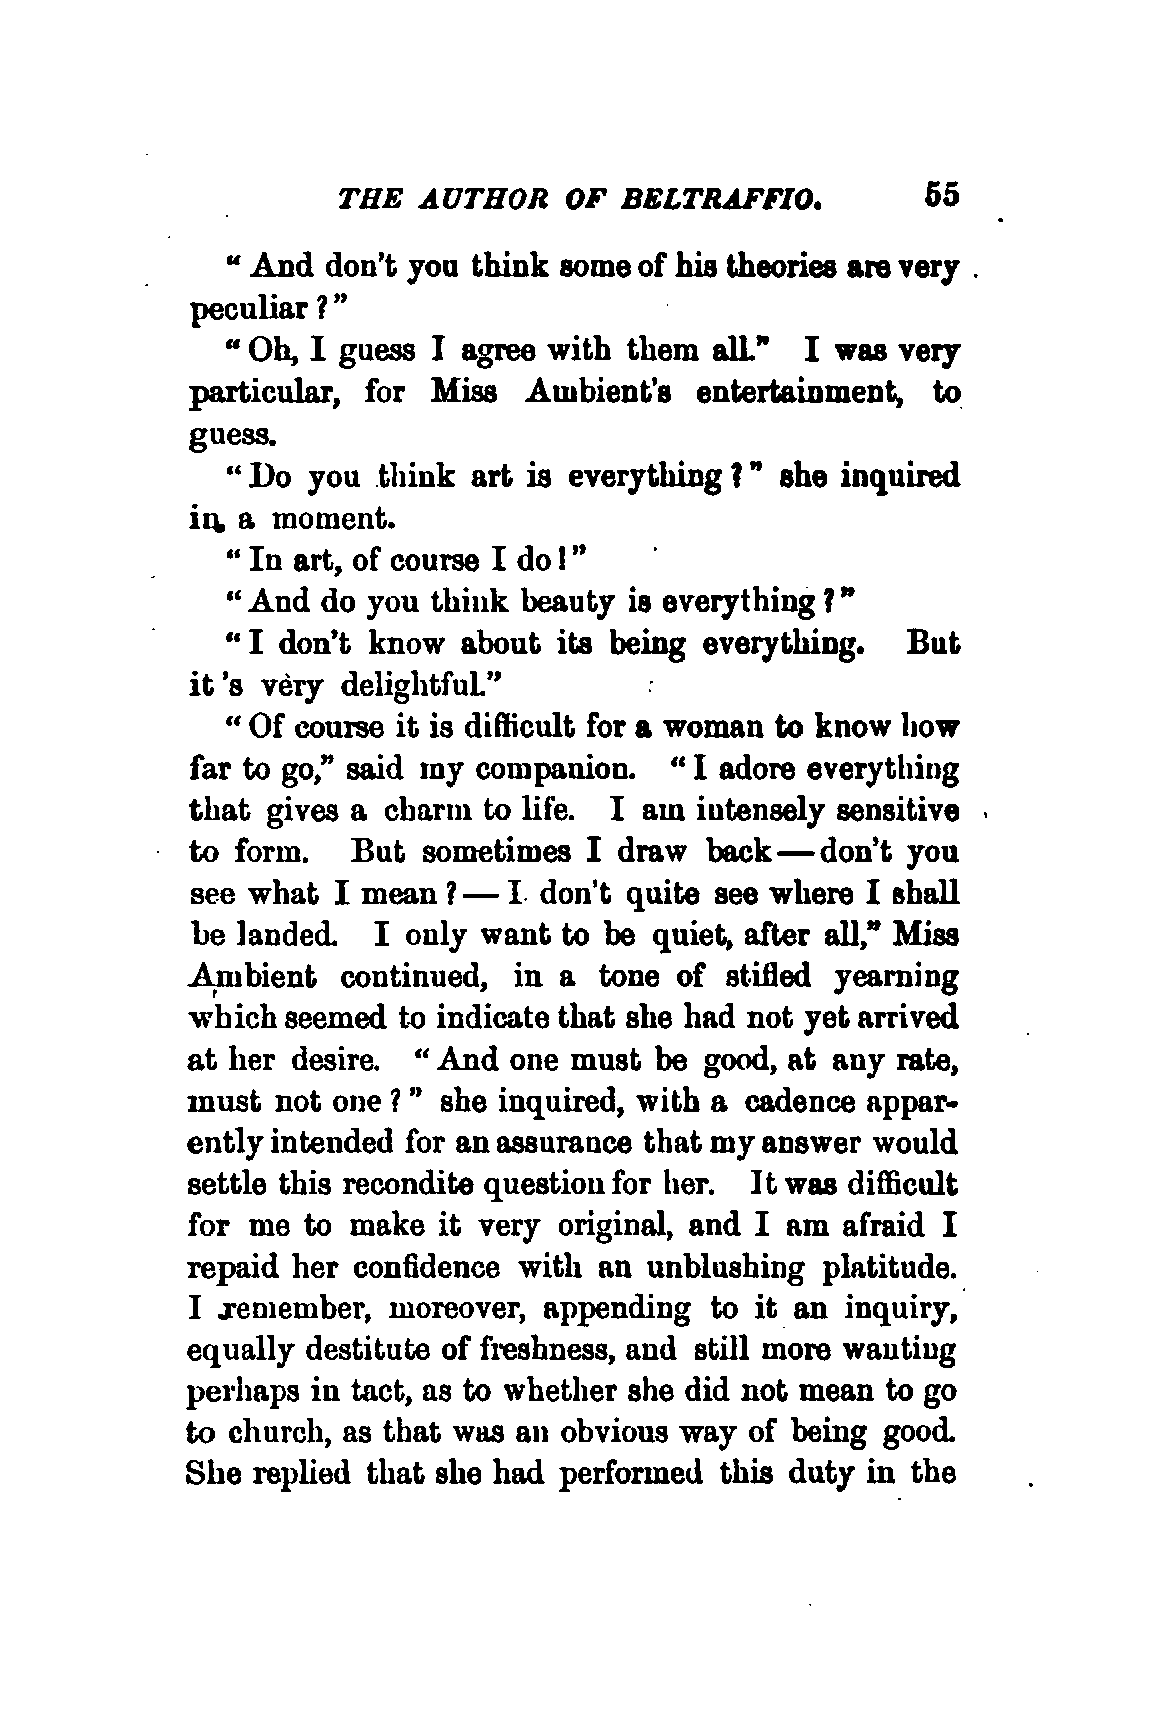 THE AUTHOR OF BELTRAFFIO. 55
“And don't you think some of his theories are very
peculiar?”
“Oh, I guess I agree with them all.” I was very
particular, for Miss Ambient's entertainment, to
guess.
“Do you think art is everything?” she inquired
in a moment.
“In art, of course I do!”
“And do you think beauty is everything?”
“I don't know about its being everything. But
it 's very delightful.”
“Of course it is difficult for a woman to know how
far to go,” said my companion. “I adore everything
that gives a charm to life. I am intensely sensitive
to form. But sometimes I draw back—don't you
see what I mean?—I don't quite see where I shall
be landed. I only want to be quiet, after all,” Miss
Ambient continued, in a tone of stifled yearning
which seemed to indicate that she had not yet arrived
at her desire. “And one must be good, at any rate,
must not one?” she inquired, with a cadence appar-
ently intended for an assurance that my answer would
settle this recondite question for her. It was difficult
for me to make it very original, and I am afraid I
repaid her confidence with an unblushing platitude.
I remember, moreover, appending to it an inquiry,
equally destitute of freshness, and still more wanting
perhaps in tact, as to whether she did not mean to go
to church, as that was an obvious way of being good.
She replied that she had performed this duty in the